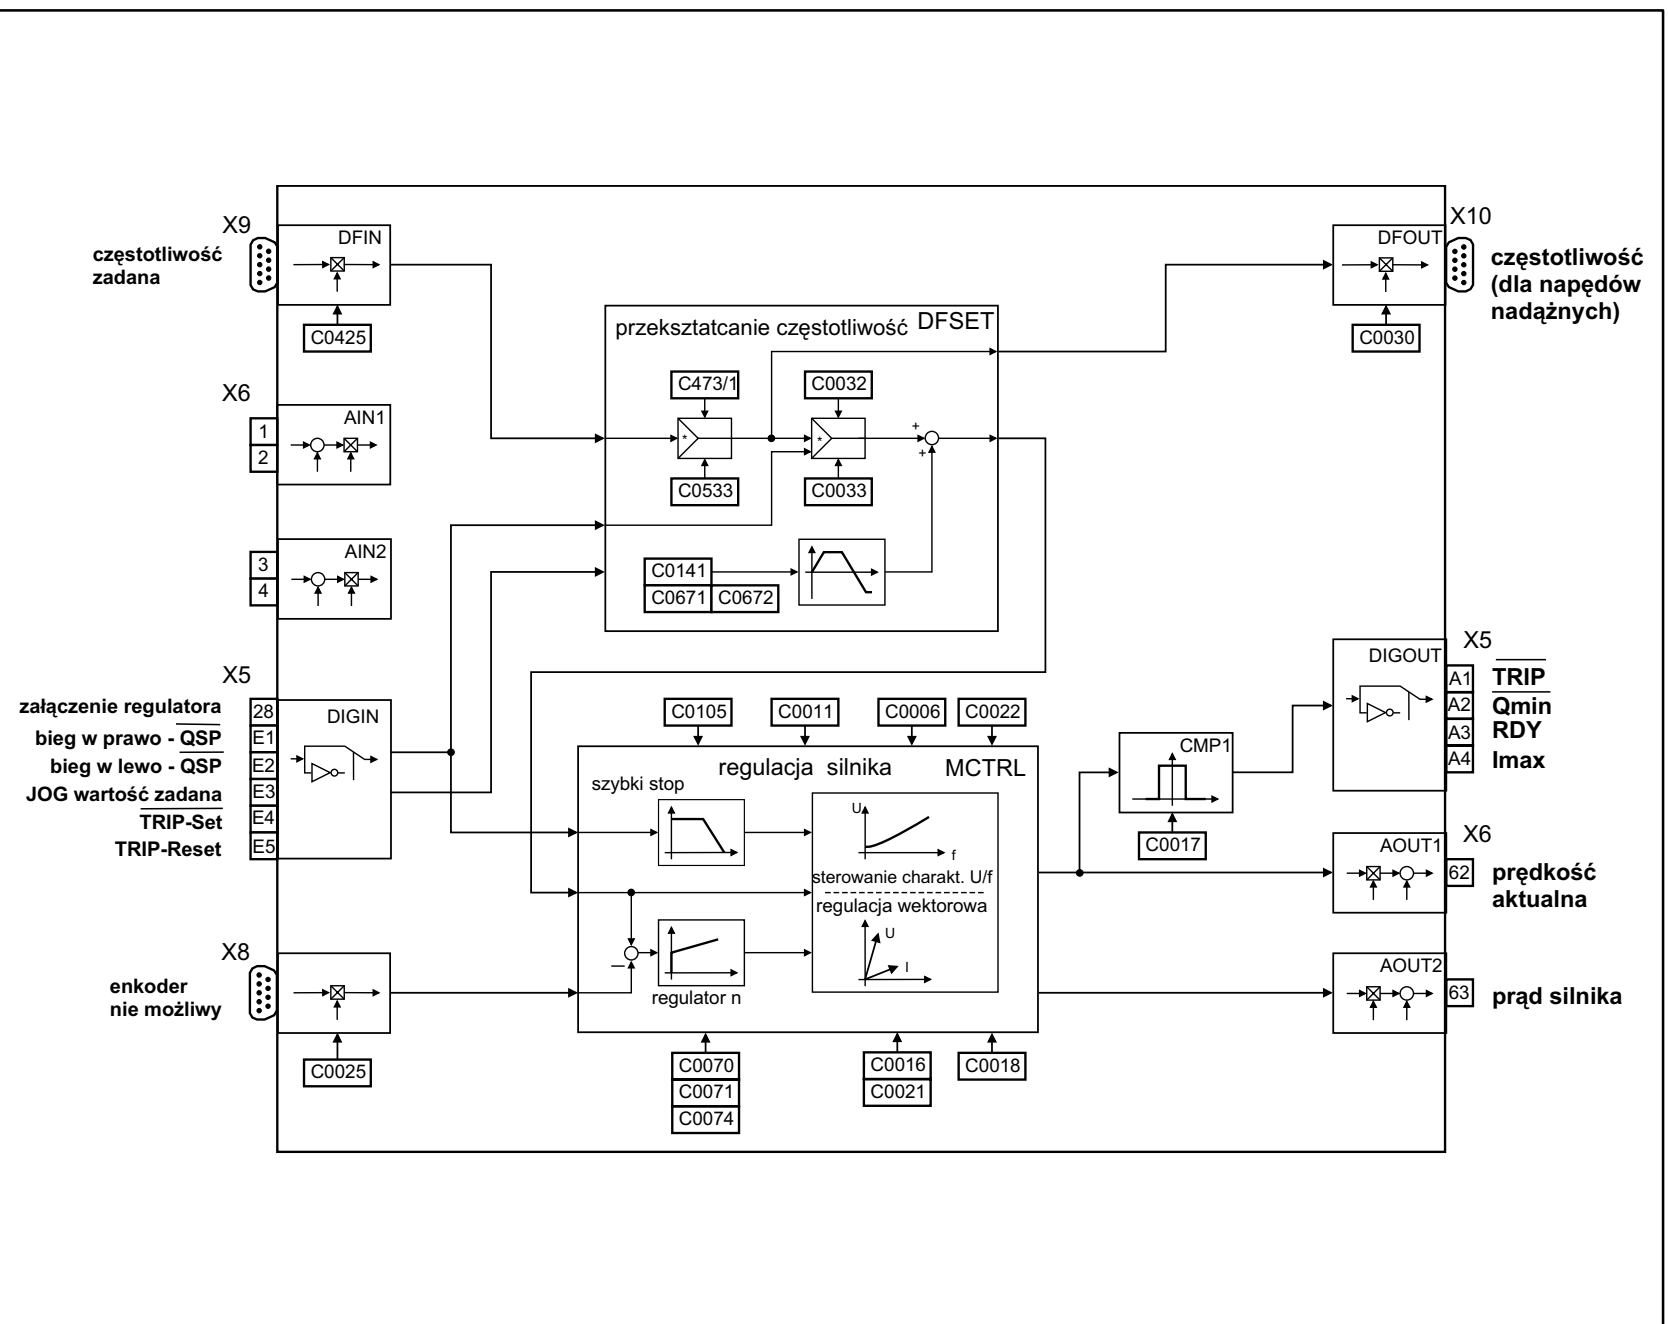 X9
częstotliwość
zadana
DFIN
C0425
X6
1
2
AIN1
3
4
AIN2
X5
załączenie regulatora
bieg w prawo - QSP
bieg w lewo - QSP
JOG wartość zadana
TRIP-Set
TRIP-Reset
28
E1
E2
E3
E4
E5
DIGIN
X8
enkoder
nie możliwy
C0025
przeksztatcanie częstotliwość DFSET
C473/1
C0032
*
*
+
+
C0533
C0033
C0141
C0671
C0672
C0105
C0011
C0006
C0022
regulacja silnika MCTRL
szybki stop
U
f
sterowanie charakt. U/f
regulacja wektorowa
U
I
regulator n
C0070
C0071
C0074
C0016
C0021
C0018
CMP1
C0017
X10
DFOUT
częstotliwość
(dla napędów
nadążnych)
C0030
X5
DIGOUT
A1
A2
A3
A4
TRIP
Qmin
RDY
Imax
X6
AOUT1
62
prędkość
aktualna
AOUT2
63
prąd silnika